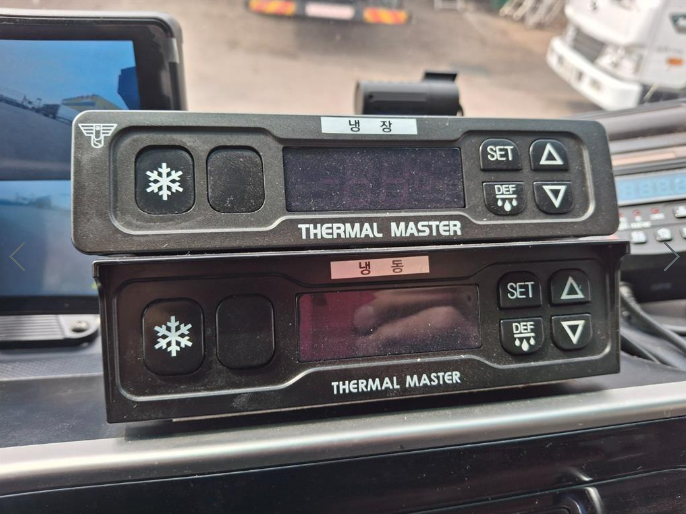 냉 장
SET
DEF
THERMAL MASTER
냉 동
SET
DEF
THERMAL MASTER